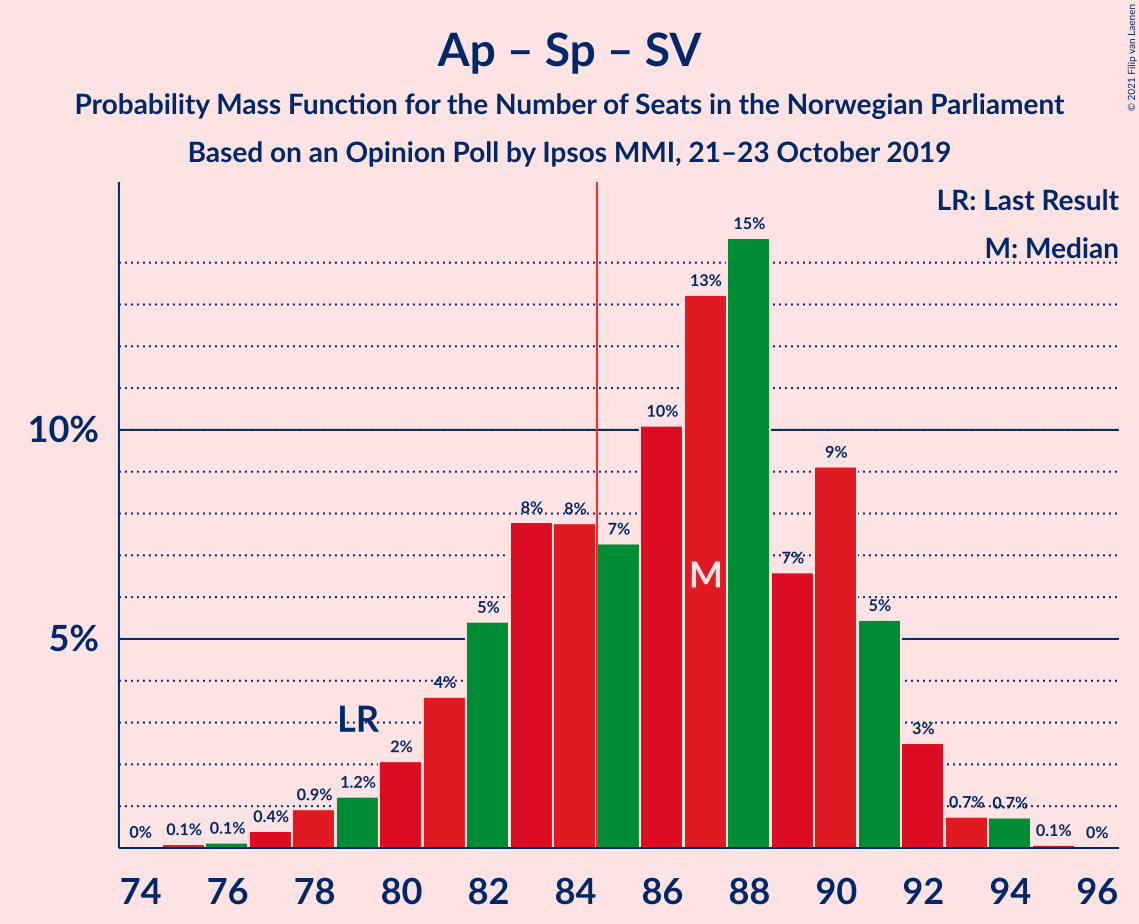 Ap – Sp – SV
Probability Mass Function for the Number of Seats in the Norwegian Parliament
Based on an Opinion Poll by Ipsos MMI, 21–23 October 2019
© 2021 Filip van Laenen
LR: Last Result
M: Median
10%
5%
0%
0.1%
0.1%
0.4%
0.9%
1.2%
2%
4%
5%
8%
8%
7%
10%
13%
15%
7%
9%
5%
3%
0.7%
0.7%
0.1%
0%
LR
M
74 76 78 80 82 84 86 88 90 92 94 96